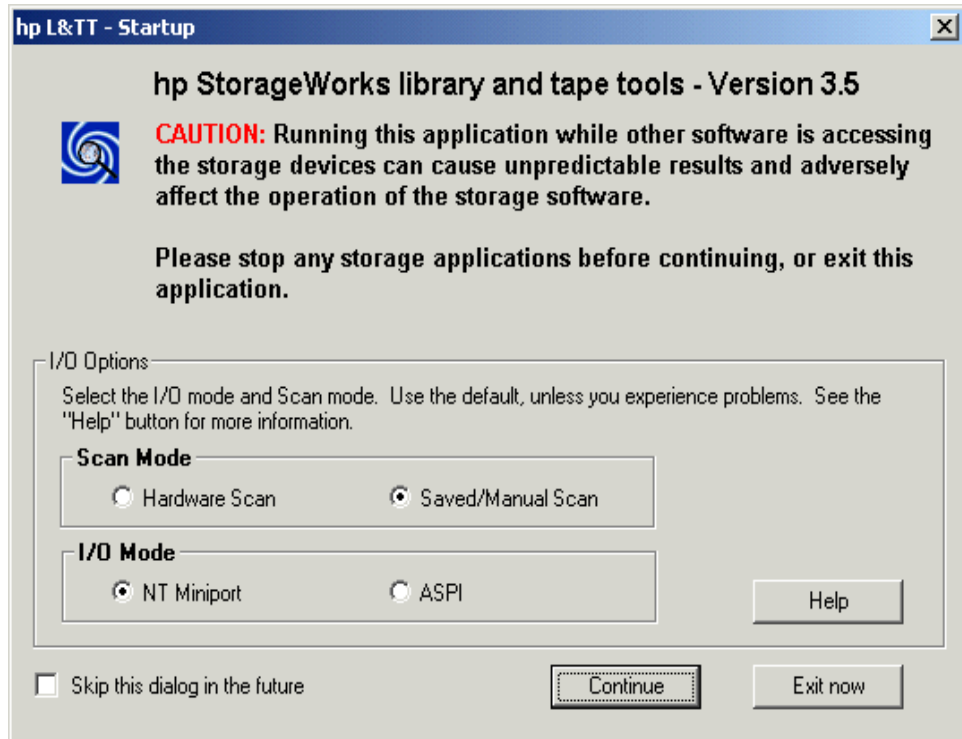 hp L&TT - Startup
hp StorageWorks library and tape tools - Version 3.5
CAUTION: Running this application while other software is accessing
the storage devices can cause unpredictable results and adversely
affect the operation of the storage software.
Please stop any storage applications before continuing, or exit this
application.
I/O Options
Select the I/O mode and Scan mode.  Use the default, unless you experience problems.  See the
"Help" button for more information.
Scan Mode
Hardware Scan
Saved/Manual Scan
I/O Mode
NT Miniport
ASPI
Help
Skip this dialog in the future
Continue
Exit now